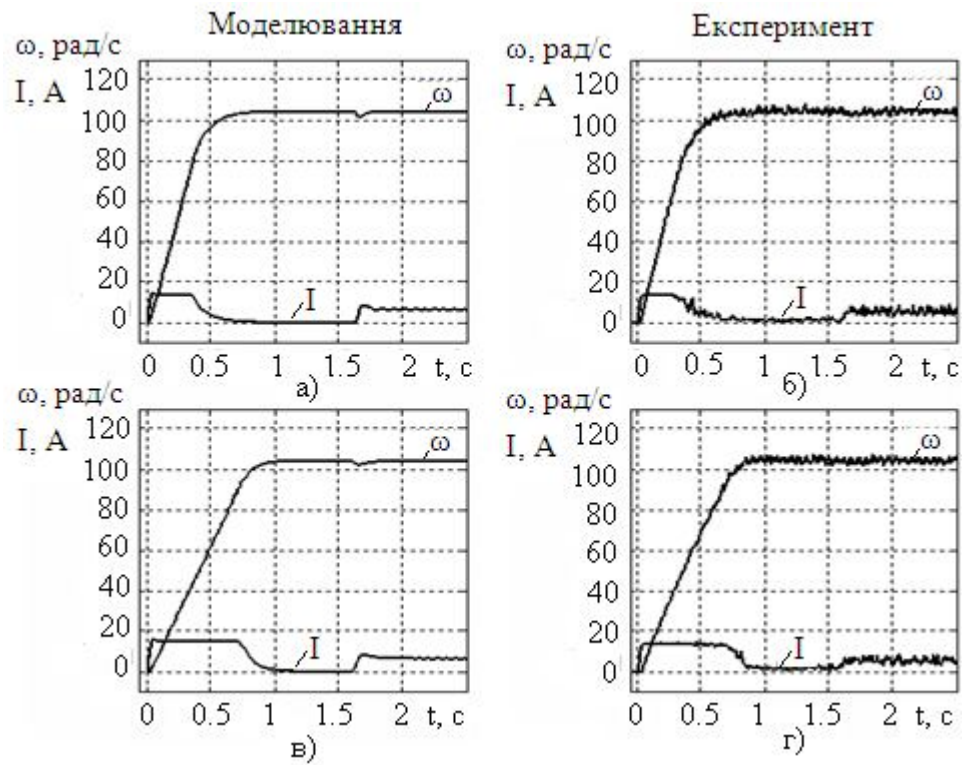 Моделювання
Експеримент
ω, рад/с
I, А
120
100
80
60
40
20
0
ω
I
0 0.5 1 1.5 2 t, с
а)
ω, рад/с
I, А
120
100
80
60
40
20
0
ω
I
0 0.5 1 1.5 2 t, с
б)
ω, рад/с
I, А
120
100
80
60
40
20
0
ω
I
0 0.5 1 1.5 2 t, с
в)
ω, рад/с
I, А
120
100
80
60
40
20
0
ω
I
0 0.5 1 1.5 2 t, с
г)